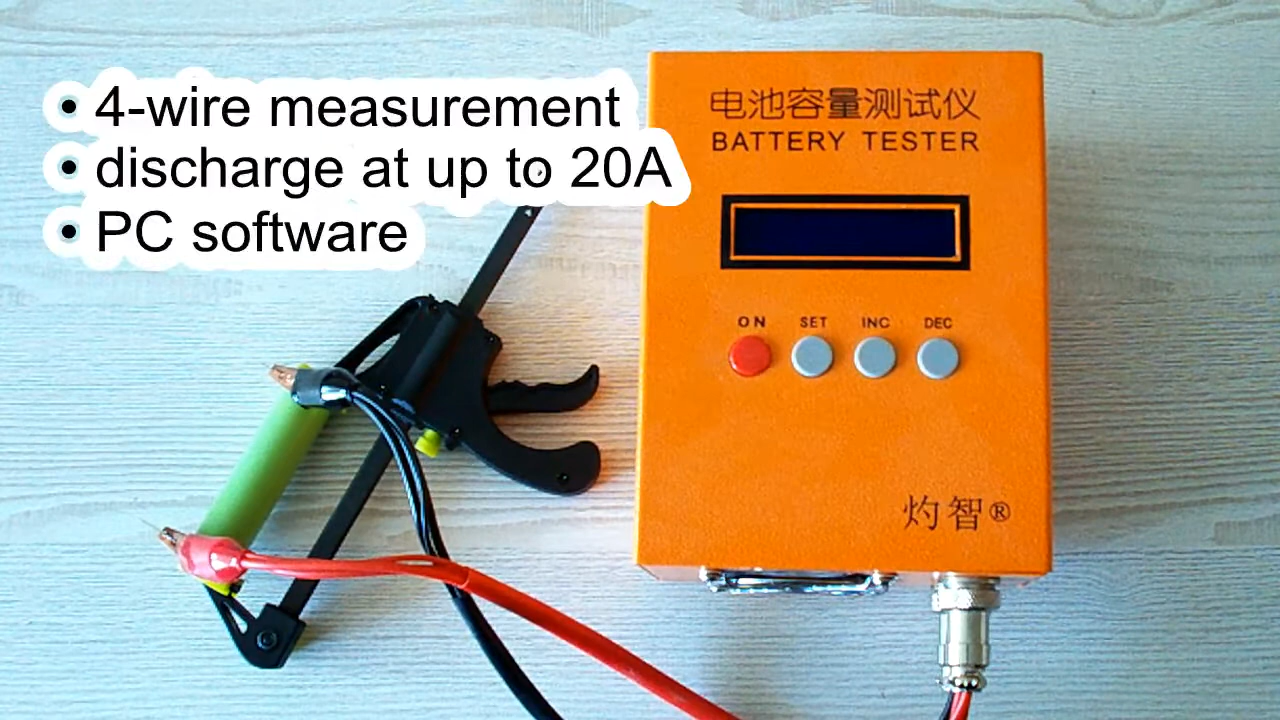 • 4-wire measurement
• discharge at up to 20A
• PC software
电池容量测试仪
BATTERY TESTER
ON SET INC DEC
灼智®